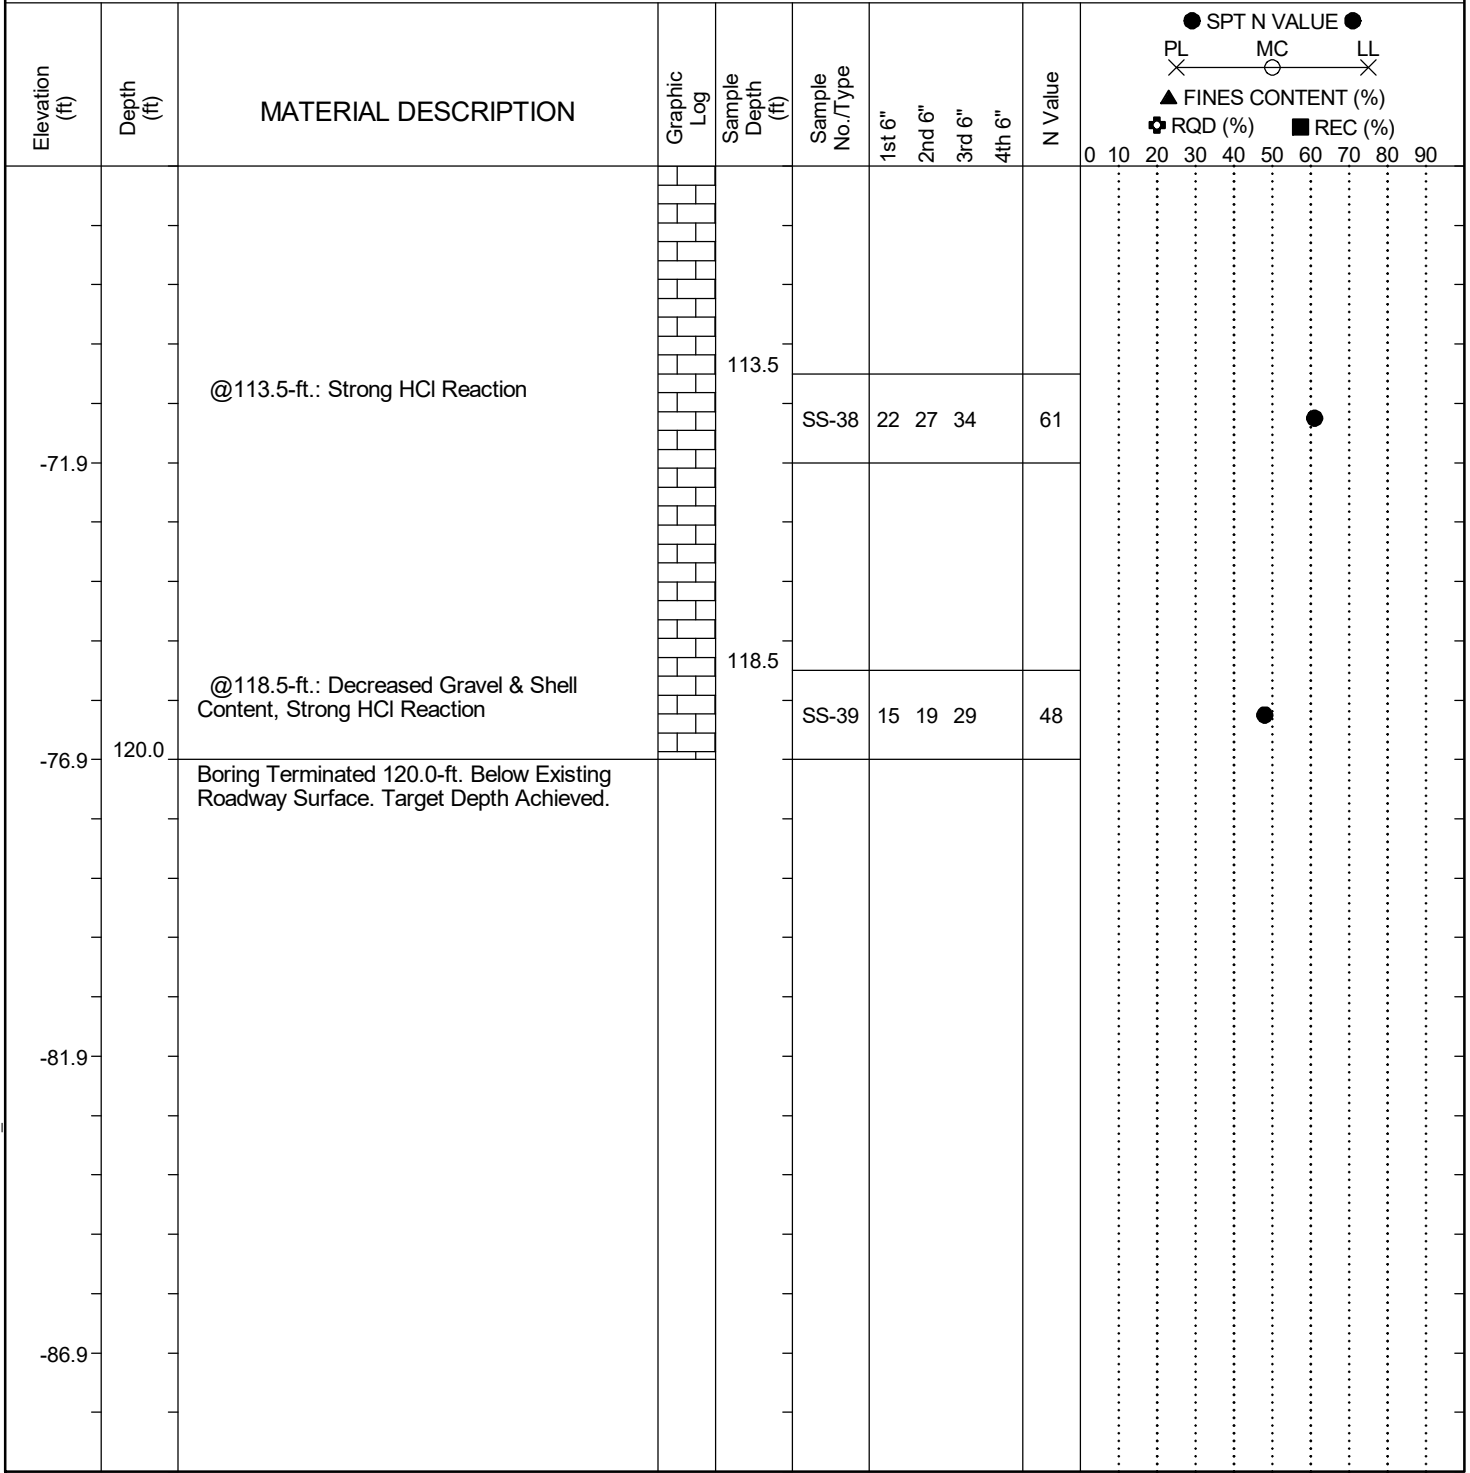 ● SPT N VALUE ●
PL MC LL
▲ FINES CONTENT (%)
RQD (%) ■ REC (%)
Elevation
(ft)
Depth
(ft)
MATERIAL DESCRIPTION
Graphic
Log
Sample
Depth
(ft)
Sample
No./Type
1st 6"
2nd 6"
3rd 6"
4th 6"
N Value
0 10 20 30 40 50 60 70 80 90
113.5
@113.5-ft.: Strong HCl Reaction
SS-38 22 27 34 61
-71.9
118.5
@118.5-ft.: Decreased Gravel & Shell
Content, Strong HCl Reaction
SS-39 15 19 29 48
-76.9 120.0
Boring Terminated 120.0-ft. Below Existing
Roadway Surface. Target Depth Achieved.
-81.9
-86.9